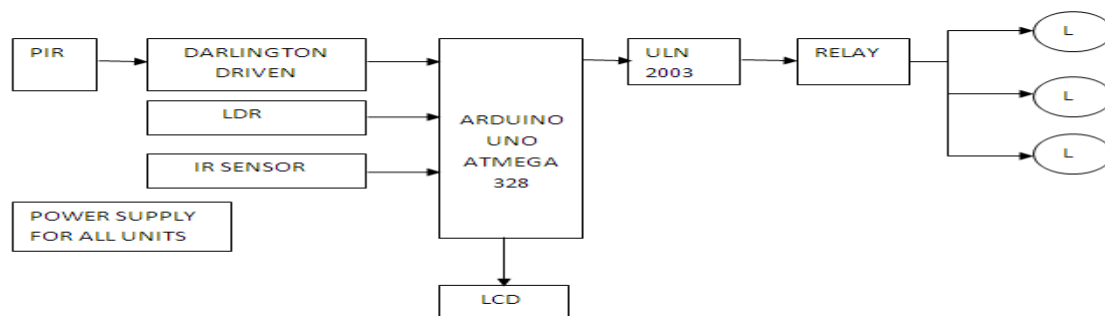 PIR
DARLINGTON
DRIVEN
LDR
IR SENSOR
POWER SUPPLY
FOR ALL UNITS
ARDUINO
UNO
ATMEGA
328
LCD
ULN
2003
RELAY
L
L
L